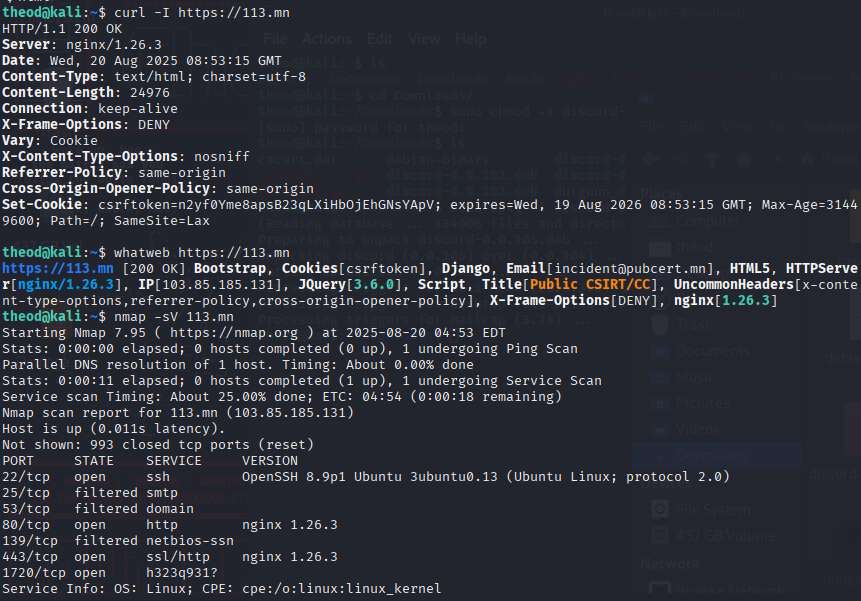 theod@kali:~$ curl -I https://113.mn
HTTP/1.1 200 OK
Server: nginx/1.26.3
Date: Wed, 20 Aug 2025 08:53:15 GMT
Content-Type: text/html; charset=utf-8
Content-Length: 24976
Connection: keep-alive
X-Frame-Options: DENY
Vary: Cookie
X-Content-Type-Options: nosniff
Referrer-Policy: same-origin
Cross-Origin-Opener-Policy: same-origin
Set-Cookie: csrftoken=n2yf0Yme8apsB23qLXiHbOjEhGNsYApV; expires=Wed, 19 Aug 2026 08:53:15 GMT; Max-Age=3144
9600; Path=/; SameSite=Lax
theod@kali:~$ whatweb https://113.mn
https://113.mn [200 OK] Bootstrap, Cookies[csrftoken], Django, Email[incident@pubcert.mn], HTML5, HTTPServe
r[nginx/1.26.3], IP[103.85.185.131], JQuery[3.6.0], Script, Title[Public CSIRT/CC], UncommonHeaders[x-conte
nt-type-options,referrer-policy,cross-origin-opener-policy], X-Frame-Options[DENY], nginx[1.26.3]
theod@kali:~$ nmap -sV 113.mn
Starting Nmap 7.95 ( https://nmap.org ) at 2025-08-20 04:53 EDT
Stats: 0:00:00 elapsed; 0 hosts completed (0 up), 1 undergoing Ping Scan
Parallel DNS resolution of 1 host. Timing: About 0.00% done
Stats: 0:00:11 elapsed; 0 hosts completed (1 up), 1 undergoing Service Scan
Service scan Timing: About 25.00% done; ETC: 04:54 (0:00:18 remaining)
Nmap scan report for 113.mn (103.85.185.131)
Host is up (0.011s latency).
Not shown: 993 closed tcp ports (reset)
PORT     STATE    SERVICE     VERSION
22/tcp   open     ssh         OpenSSH 8.9p1 Ubuntu 3ubuntu0.13 (Ubuntu Linux; protocol 2.0)
25/tcp   filtered smtp
53/tcp   filtered domain
80/tcp   open     http        nginx 1.26.3
139/tcp  filtered netbios-ssn
443/tcp  open     ssl/http    nginx 1.26.3
1720/tcp open     h323q931?
Service Info: OS: Linux; CPE: cpe:/o:linux:linux_kernel